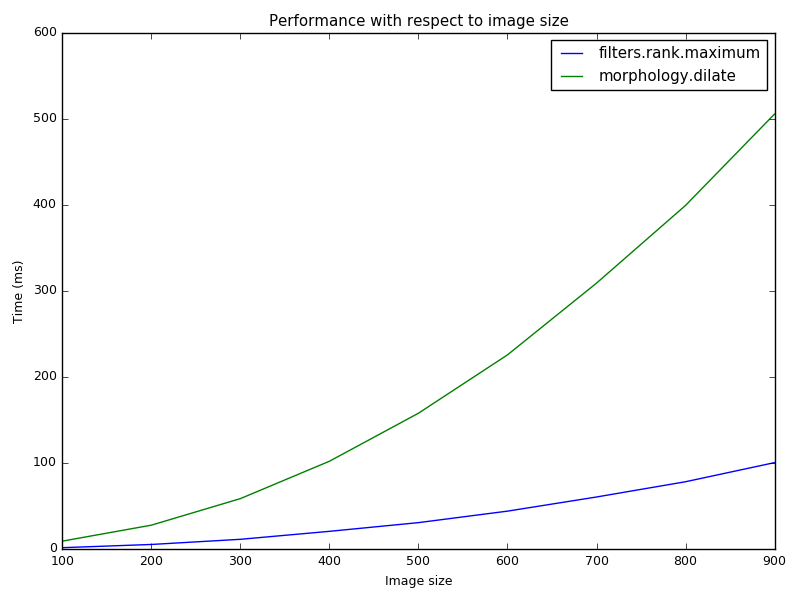 Performance with respect to image size
600
500
400
300
200
100
0
Time (ms)
filters.rank.maximum
morphology.dilate
100 200 300 400 500 600 700 800 900
Image size